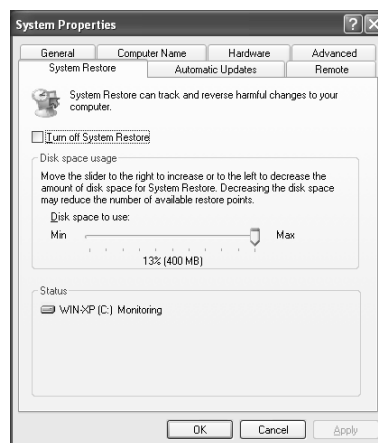 System Properties
General Computer Name Hardware Advanced
System Restore Automatic Updates Remote
System Restore can track and reverse harmful changes to your
computer.
Turn off System Restore
Disk space usage
Move the slider to the right to increase or to the left to decrease the
amount of disk space for System Restore. Decreasing the disk space
may reduce the number of available restore points.
Disk space to use:
Min Max
13% (400 MB)
Status
WIN-XP (C:) Monitoring
OK Cancel Apply